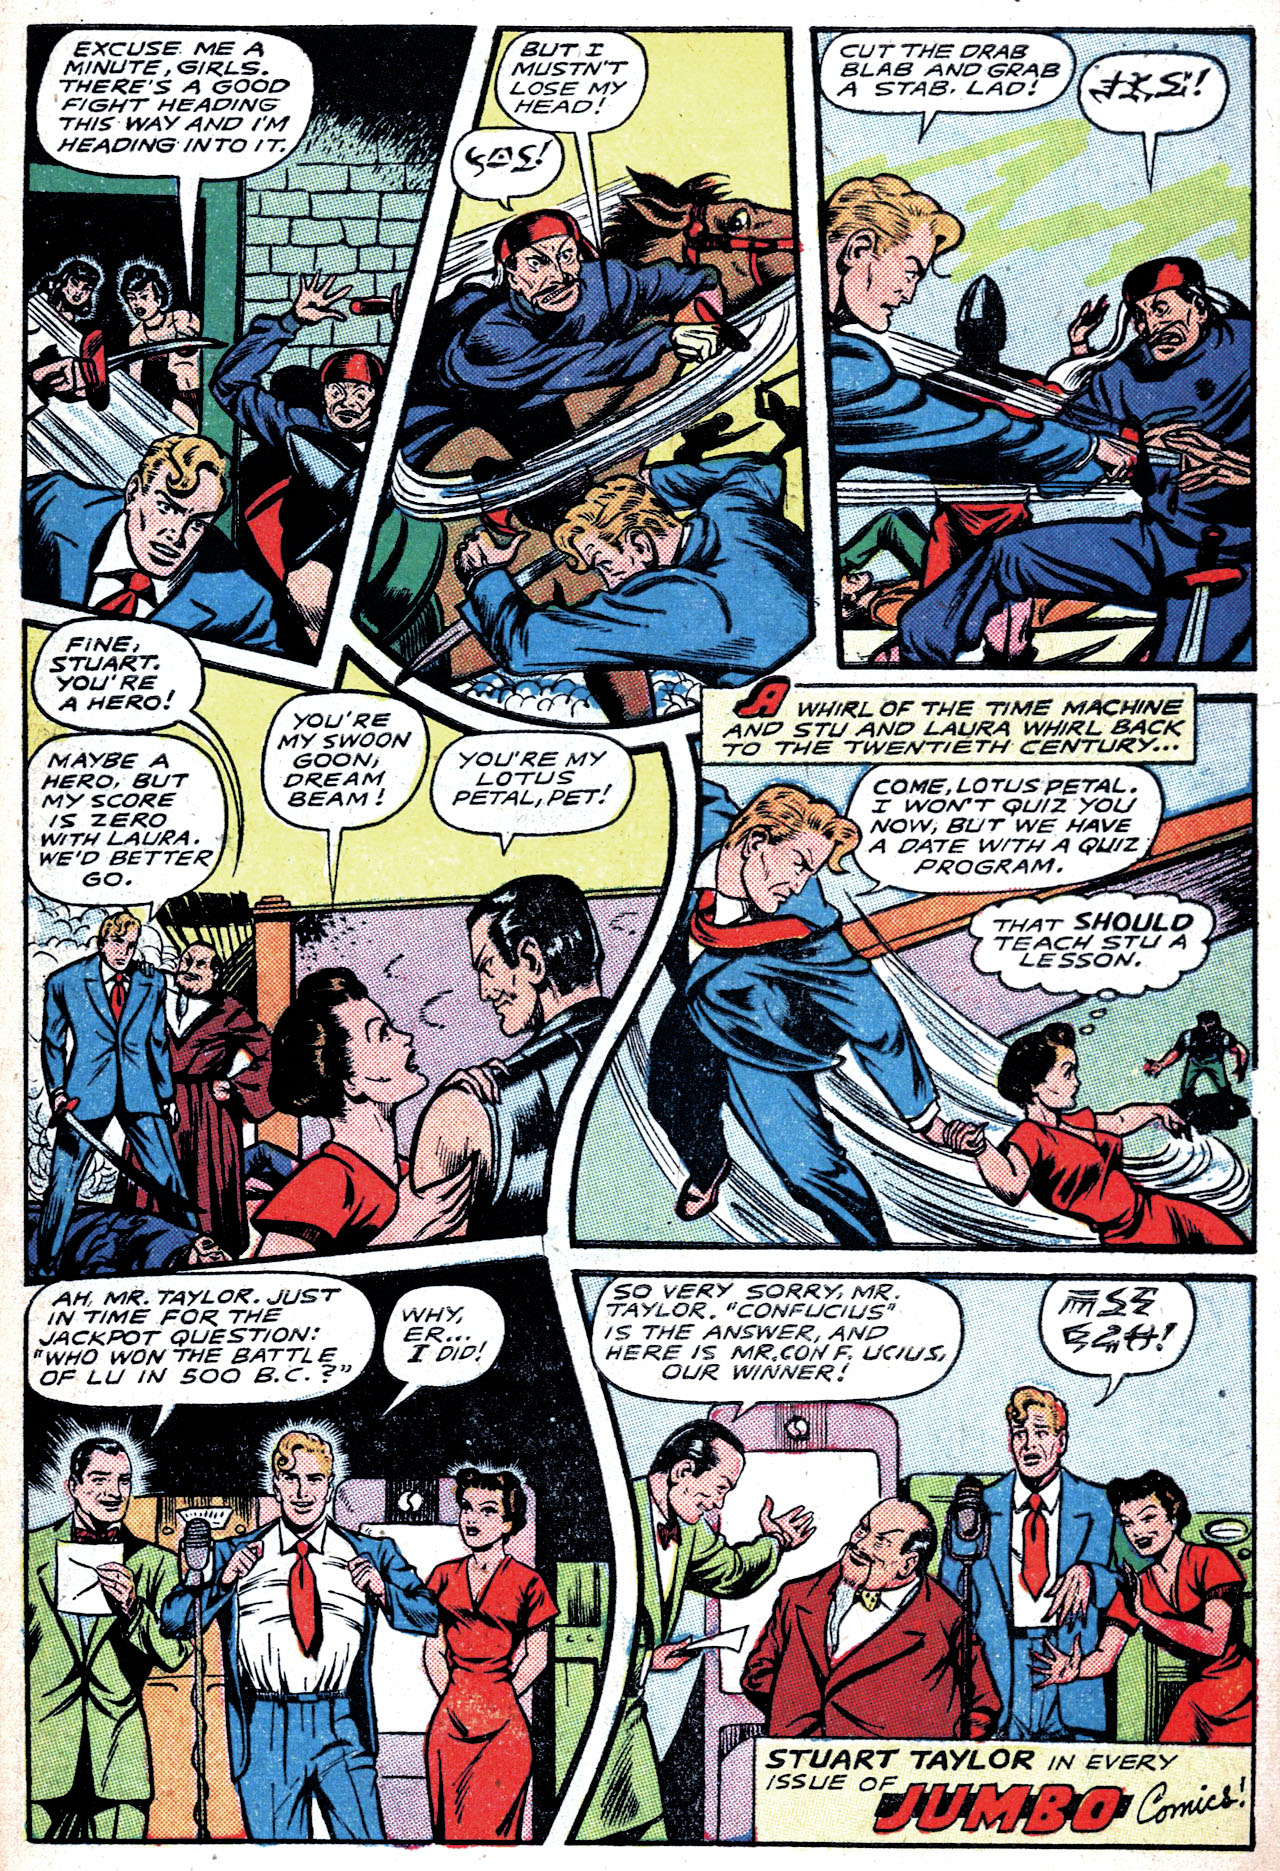 EXCUSE ME A
MINUTE, GIRLS.
THERE'S A GOOD
FIGHT HEADING
THIS WAY AND I'M
HEADING INTO IT.
BUT I
MUSTN'T
LOSE MY
HEAD!
CUT THE DRAB
BLAB AND GRAB
A STAB, LAD!
FINE,
STUART.
YOU'RE
A HERO!
MAYBE A
HERO, BUT
MY SCORE
IS ZERO
WITH LAURA.
WE'D BETTER
GO.
YOU'RE
MY SWOON
GOON,
DREAM
BEAM!
YOU'RE MY
LOTUS
PETAL, PET!
A WHIRL OF THE TIME MACHINE
AND STU AND LAURA WHIRL BACK
TO THE TWENTIETH CENTURY...
COME, LOTUS PETAL.
I WON'T QUIZ YOU
NOW, BUT WE HAVE
A DATE WITH A QUIZ
PROGRAM.
THAT SHOULD
TEACH STU A
LESSON.
AH, MR. TAYLOR. JUST
IN TIME FOR THE
JACKPOT QUESTION:
"WHO WON THE BATTLE
OF LU IN 500 B.C.?"
WHY,
ER...
I DID!
SO VERY SORRY, MR.
TAYLOR. "CONFUCIUS"
IS THE ANSWER, AND
HERE IS MR. CON F. UCIUS,
OUR WINNER!
STUART TAYLOR IN EVERY
ISSUE OF JUMBO Comics!